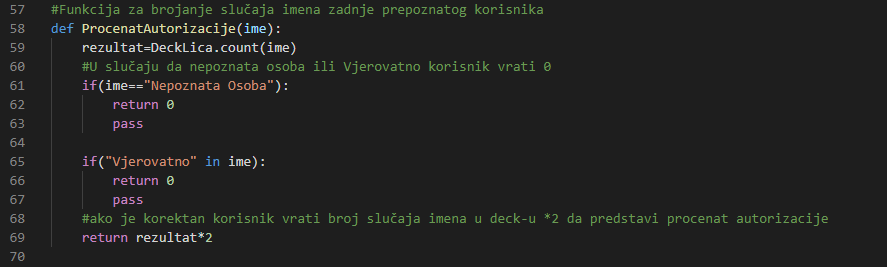 57 #Funkcija za brojanje slučaja imena zadnje prepoznatog korisnika
58 def ProcenatAutorizacije(ime):
59     rezultat=DeckLica.count(ime)
60     #U slučaju da nepoznata osoba ili Vjerovatno korisnik vrati 0
61     if(ime=="Nepoznata Osoba"):
62         return 0
63         pass
64
65     if("Vjerovatno" in ime):
66         return 0
67         pass
68     #ako je korektan korisnik vrati broj slučaja imena u deck-u *2 da predstavi procenat autorizacije
69     return rezultat*2
70